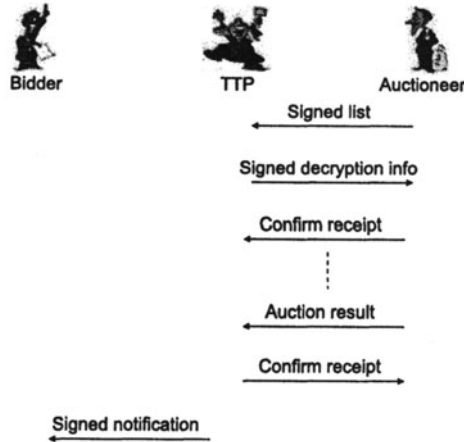 Bidder
TTP
Auctioneer
Signed list
Signed decryption info
Confirm receipt
Auction result
Confirm receipt
Signed notification